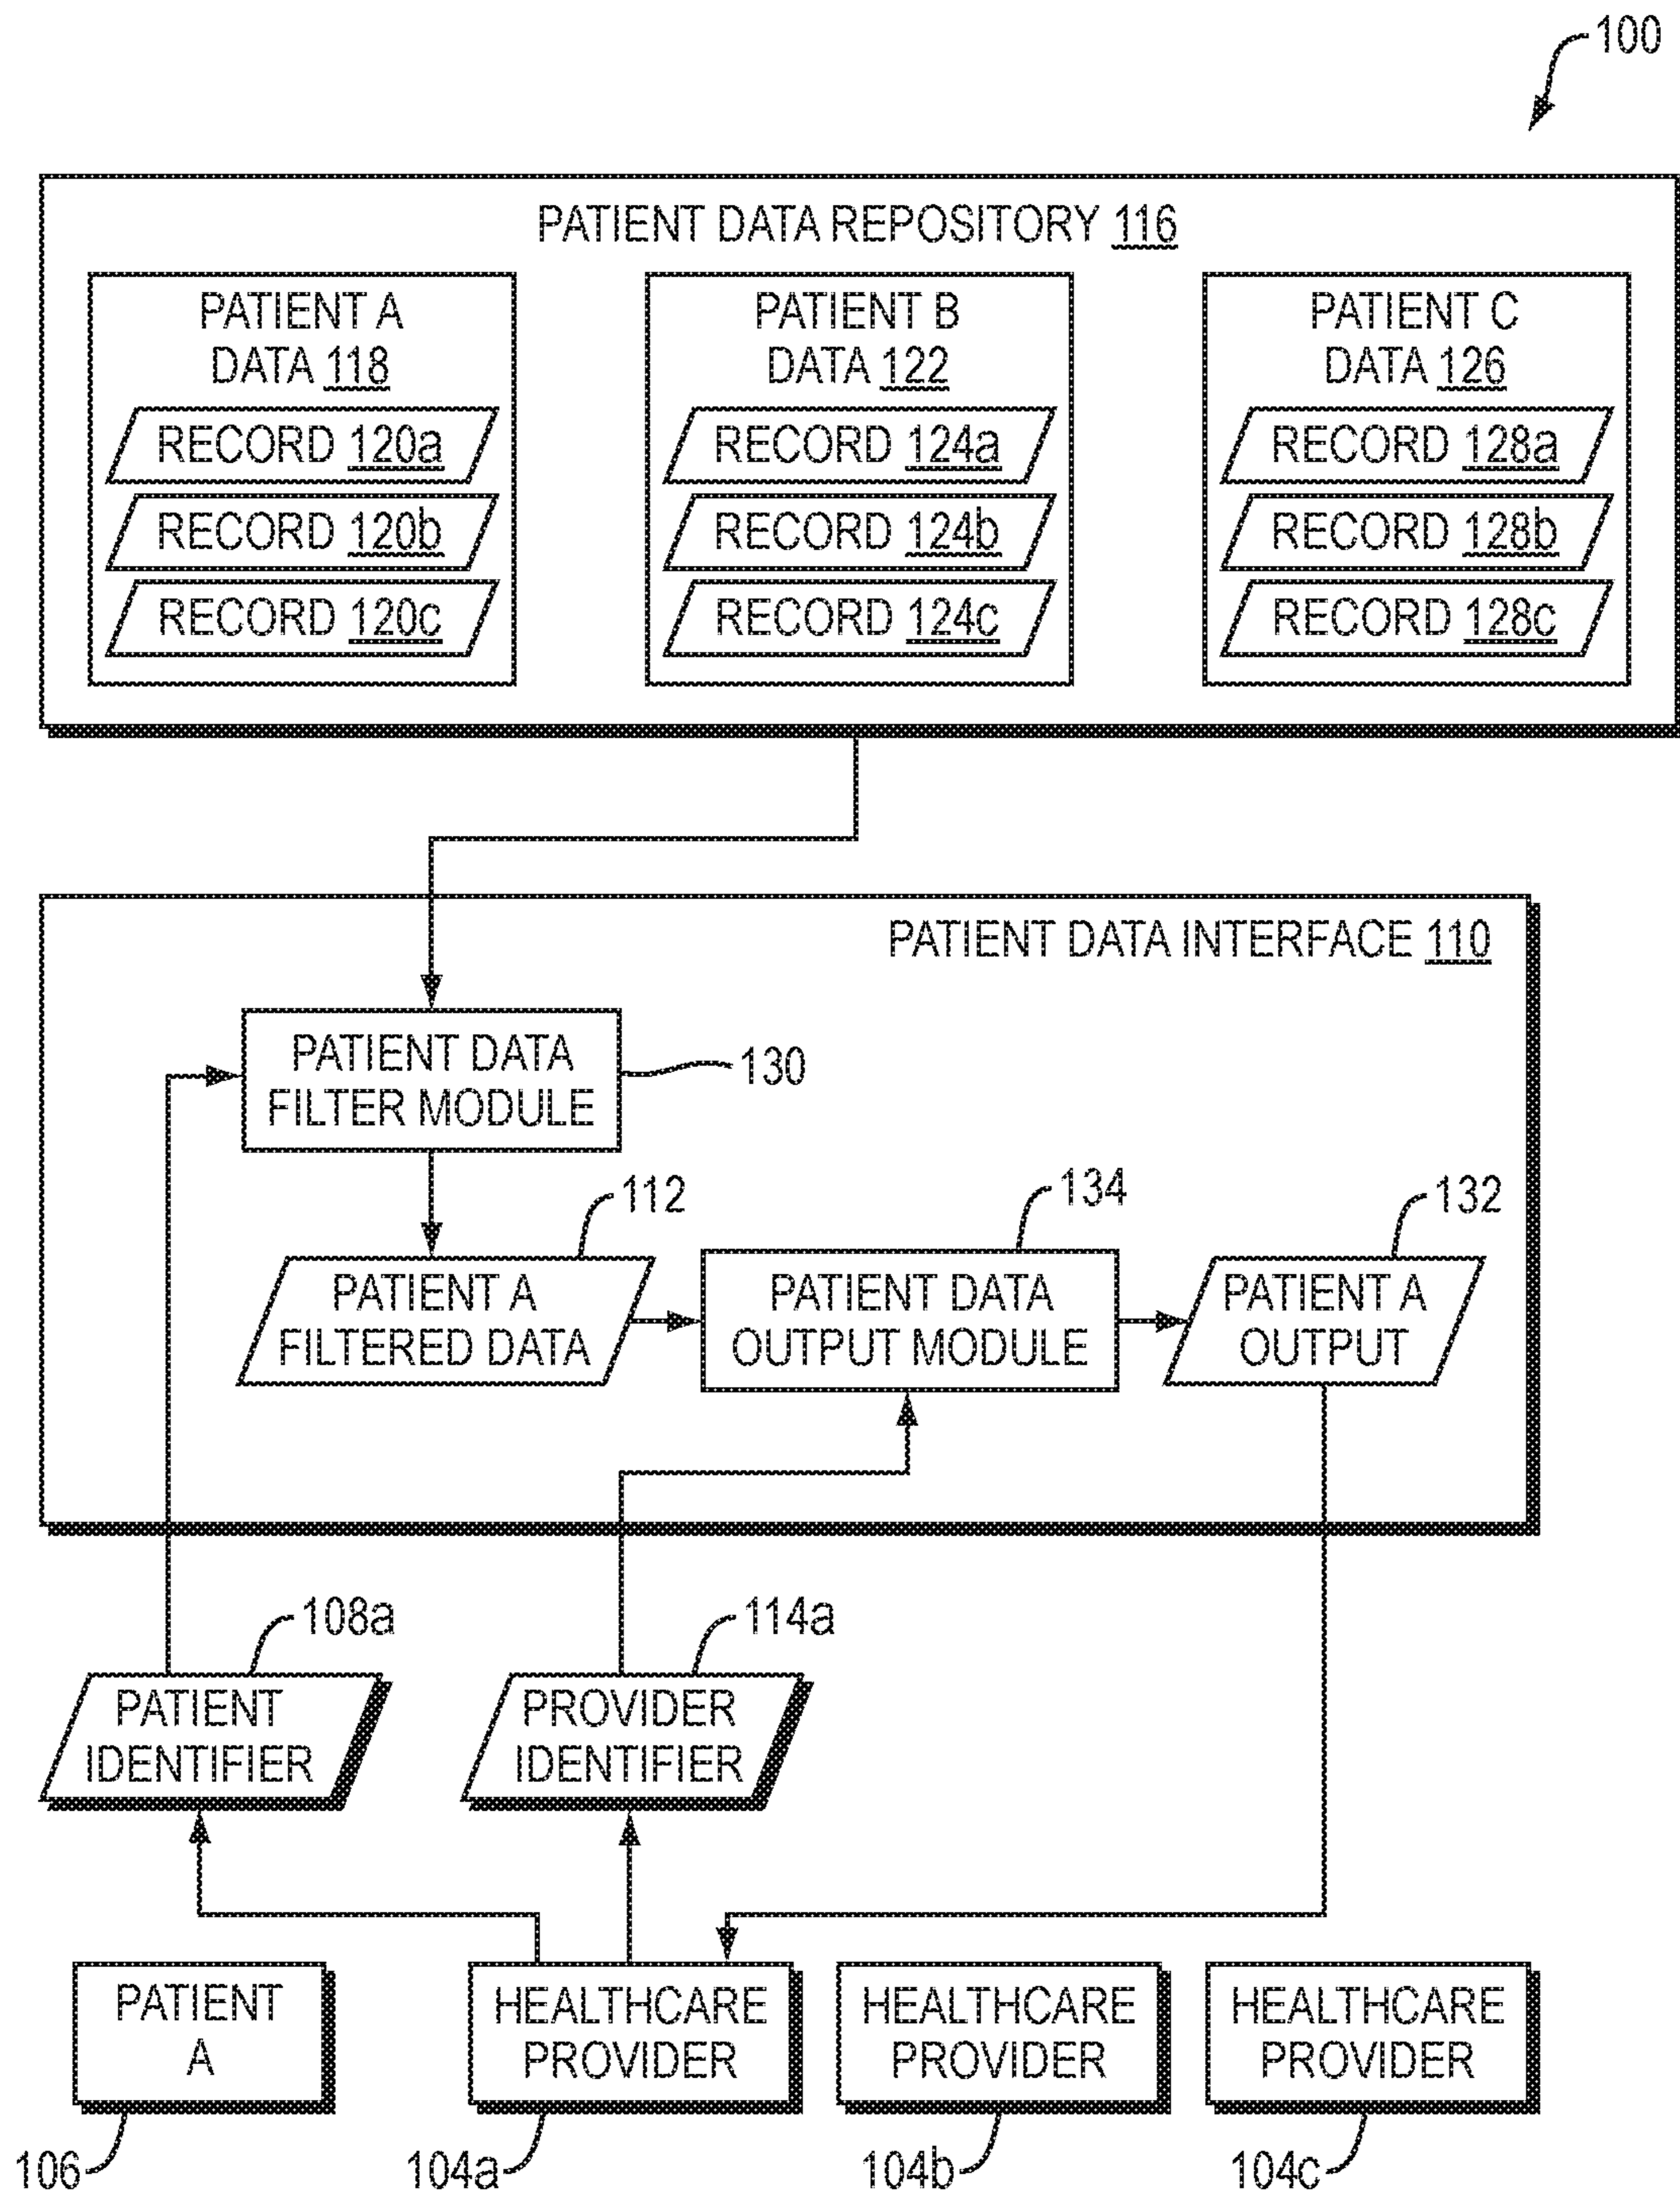 100
PATIENT DATA REPOSITORY 116
PATIENT A
DATA 118
RECORD 120a
RECORD 120b
RECORD 120c
PATIENT B
DATA 122
RECORD 124a
RECORD 124b
RECORD 124c
PATIENT C
DATA 126
RECORD 128a
RECORD 128b
RECORD 128c
PATIENT DATA INTERFACE 110
PATIENT DATA
FILTER MODULE
130
112
134
132
PATIENT A
FILTERED DATA
PATIENT DATA
OUTPUT MODULE
PATIENT A
OUTPUT
108a
114a
PATIENT
IDENTIFIER
PROVIDER
IDENTIFIER
PATIENT
A
HEALTHCARE
PROVIDER
HEALTHCARE
PROVIDER
HEALTHCARE
PROVIDER
106
104a
104b
104c